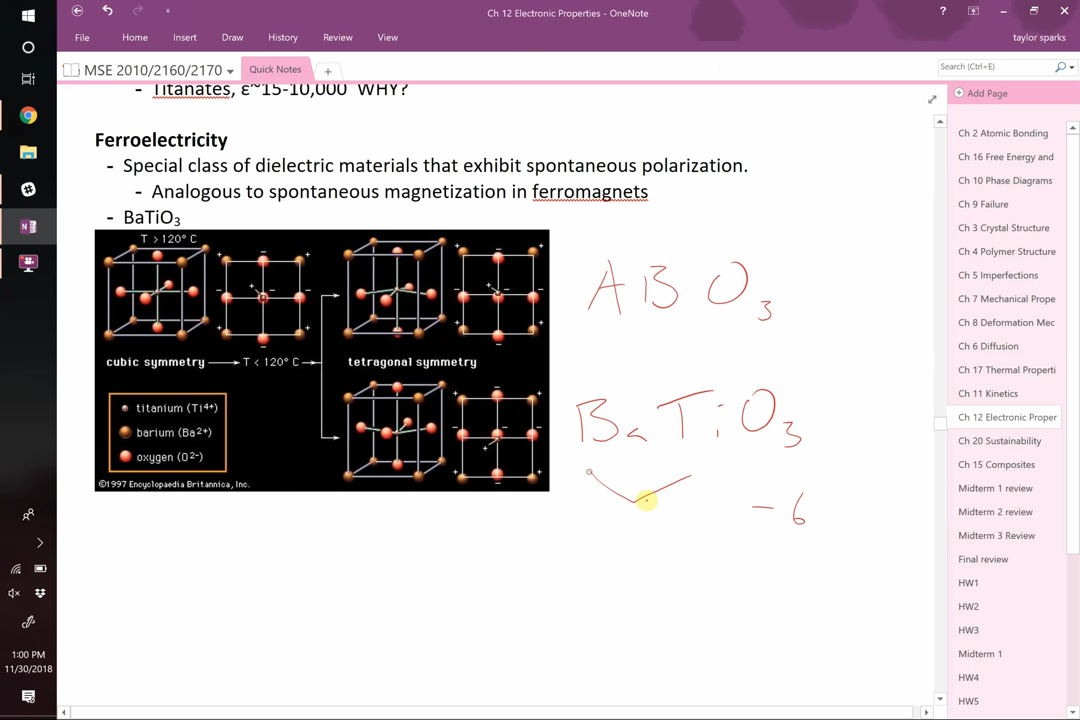 Ch 12 Electronic Properties - OneNote
? taylor sparks
File Home Insert Draw History Review View
MSE 2010/2160/2170 Quick Notes +
Search (Ctrl+E)
Add Page
- Titanates, ε~15-10,000 WHY?
Ferroelectricity
- Special class of dielectric materials that exhibit spontaneous polarization.
- Analogous to spontaneous magnetization in ferromagnets
- BaTiO3
T > 120° C
cubic symmetry T < 120° C tetragonal symmetry
titanium (Ti4+)
barium (Ba2+)
oxygen (O2-)
©1997 Encyclopaedia Britannica, Inc.
A B O3
BaTiO3
- 6
Ch 2 Atomic Bonding
Ch 16 Free Energy and
Ch 10 Phase Diagrams
Ch 9 Failure
Ch 3 Crystal Structure
Ch 4 Polymer Structure
Ch 5 Imperfections
Ch 7 Mechanical Prope
Ch 8 Deformation Mec
Ch 6 Diffusion
Ch 17 Thermal Properti
Ch 11 Kinetics
Ch 12 Electronic Proper
Ch 20 Sustainability
Ch 15 Composites
Midterm 1 review
Midterm 2 review
Midterm 3 Review
Final review
HW1
HW2
HW3
Midterm 1
HW4
HW5
1:00 PM
11/30/2018